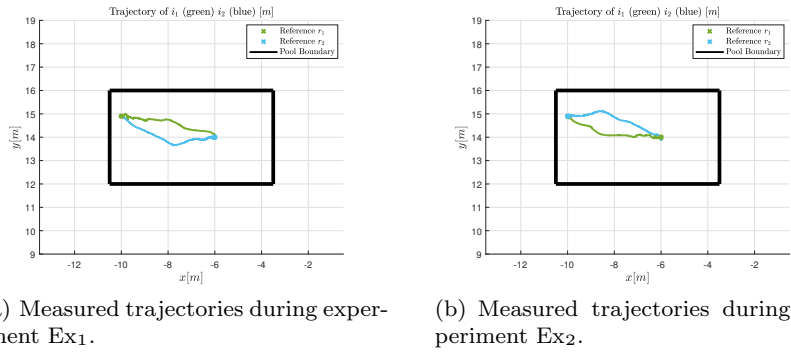 Trajectory of i₁ (green) i₂ (blue) [m]
Reference r₁
Reference r₂
Pool Boundary
19
18
17
16
15
14
13
12
11
10
9
y[m]
-12 -10 -8 -6 -4 -2
x[m]
) Measured trajectories during exper-
ment Ex₁.
Trajectory of i₁ (green) i₂ (blue) [m]
Reference r₁
Reference r₂
Pool Boundary
19
18
17
16
15
14
13
12
11
10
9
y[m]
-12 -10 -8 -6 -4 -2
x[m]
(b) Measured trajectories during
periment Ex₂.